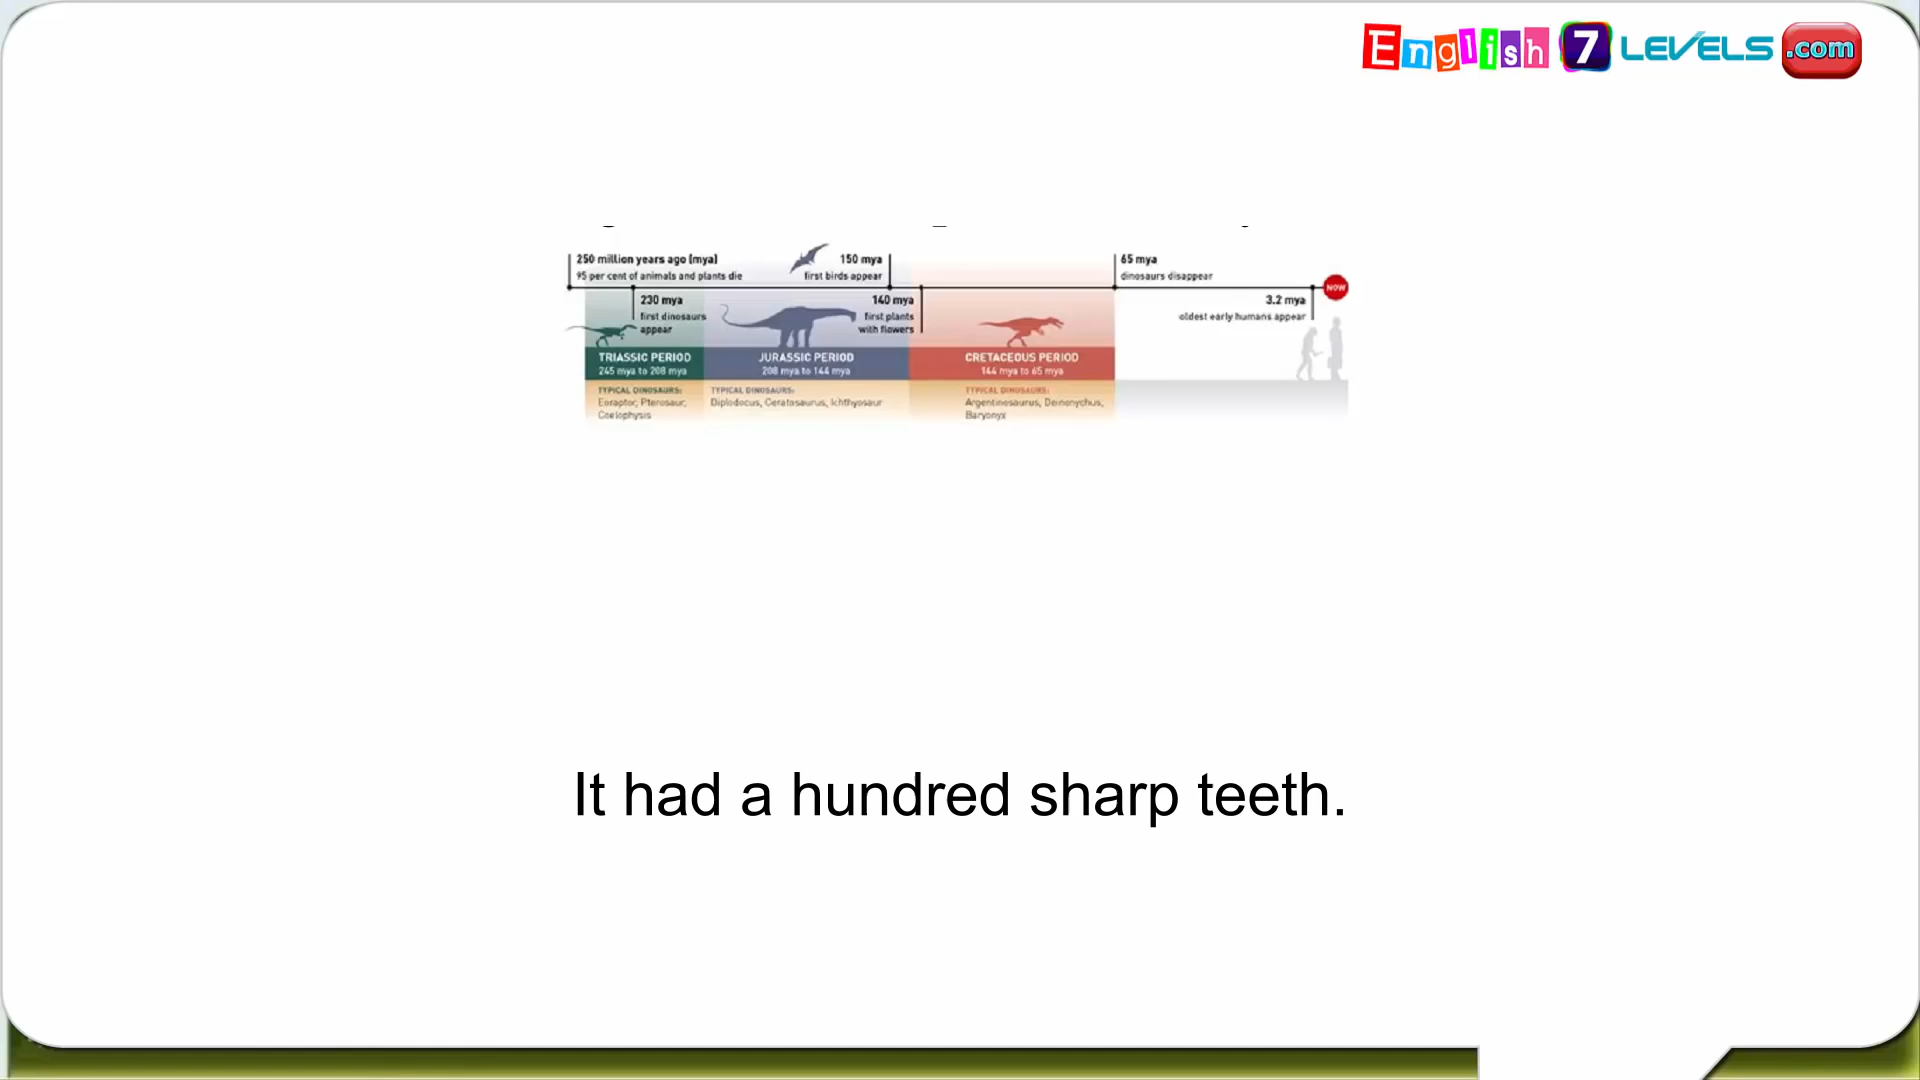 English 7 LEVELS .com
250 million years ago (mya)
95 per cent of animals and plants die
150 mya
first birds appear
65 mya
dinosaurs disappear
NOW
230 mya
first dinosaurs
appear
140 mya
first plants
with flowers
3.2 mya
oldest early humans appear
TRIASSIC PERIOD
245 mya to 208 mya
JURASSIC PERIOD
208 mya to 144 mya
CRETACEOUS PERIOD
144 mya to 65 mya
TYPICAL DINOSAURS:
Eoraptor, Pterosaur,
Coelophysis
TYPICAL DINOSAURS:
Diplodocus, Ceratosaurus, Ichthyosaur
TYPICAL DINOSAURS:
Argentinosaurus, Deinonychus,
Baryonyx
It had a hundred sharp teeth.